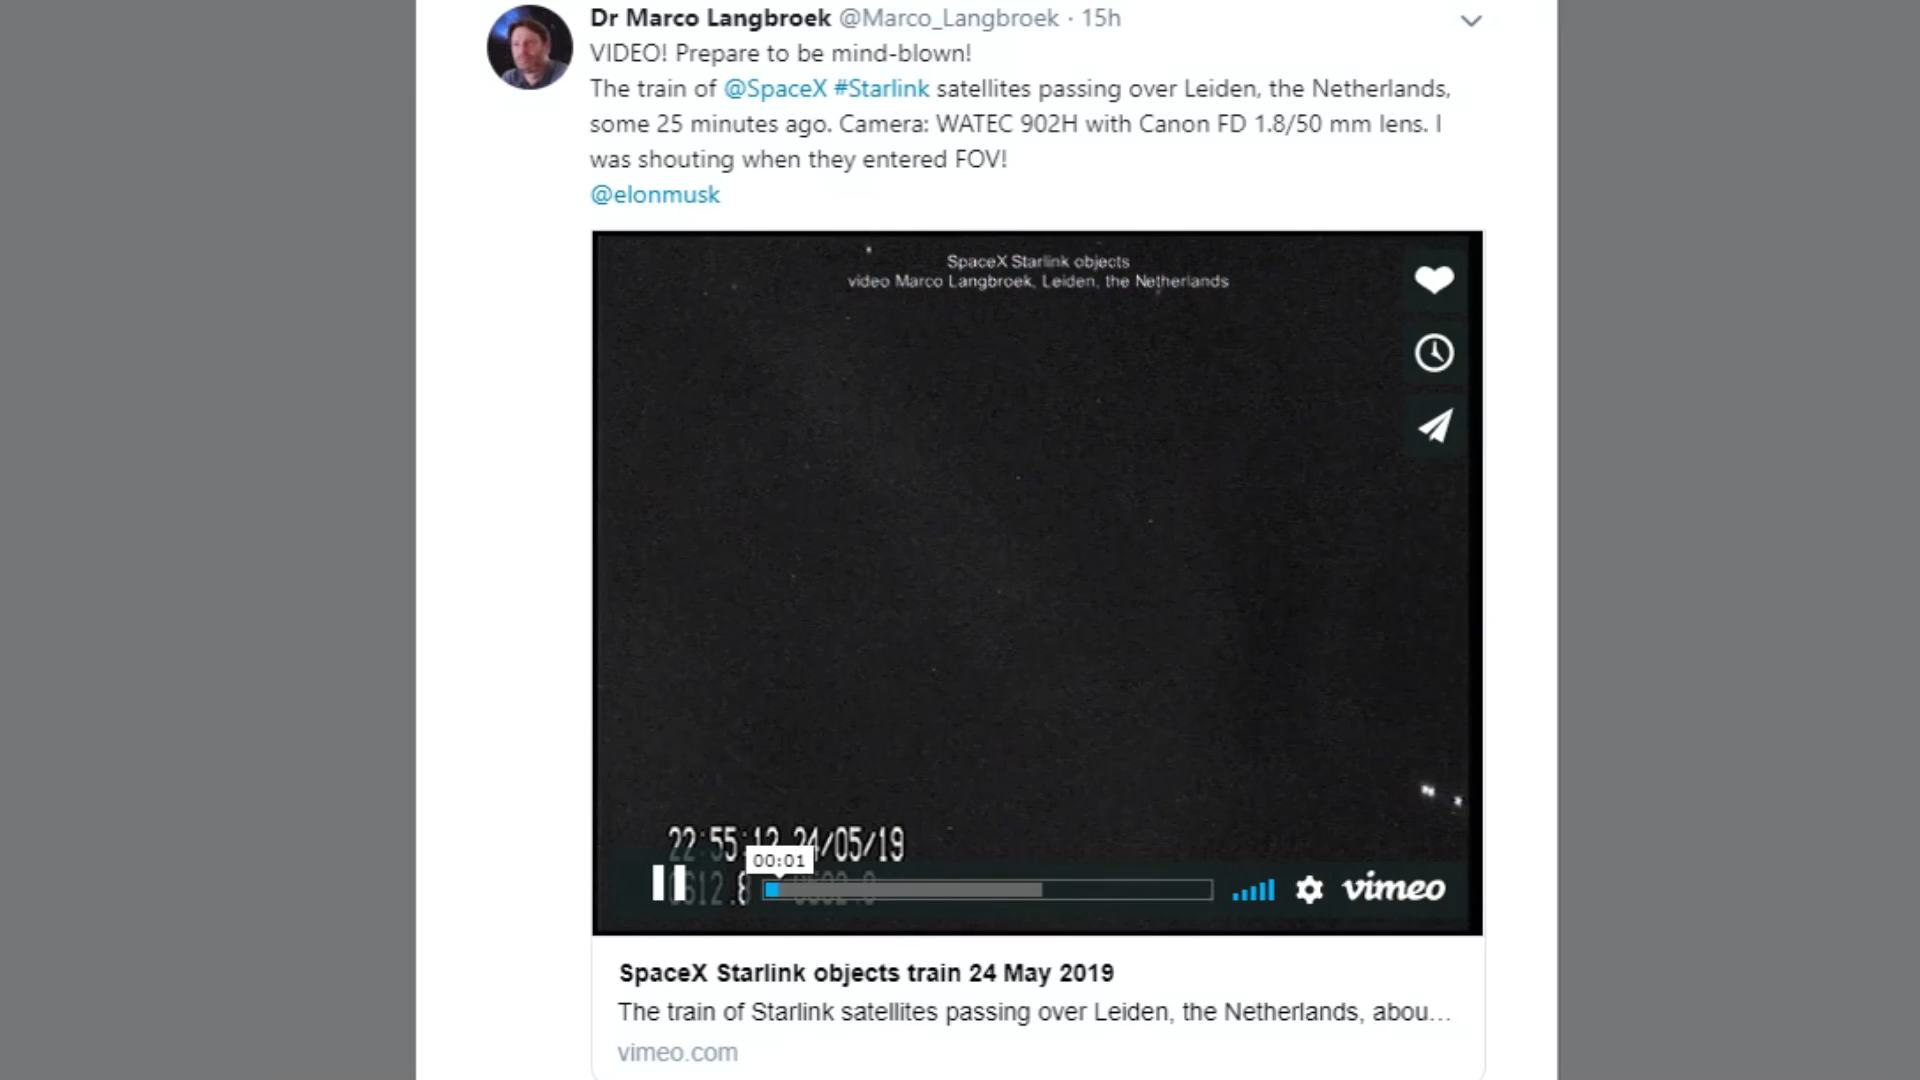 Dr Marco Langbroek @Marco_Langbroek · 15h
VIDEO! Prepare to be mind-blown!
The train of @SpaceX #Starlink satellites passing over Leiden, the Netherlands,
some 25 minutes ago. Camera: WATEC 902H with Canon FD 1.8/50 mm lens. I
was shouting when they entered FOV!
@elonmusk
SpaceX Starlink objects
video Marco Langbroek, Leiden, the Netherlands
22:55:12 24/05/19
00:01
vimeo
SpaceX Starlink objects train 24 May 2019
The train of Starlink satellites passing over Leiden, the Netherlands, abou...
vimeo.com